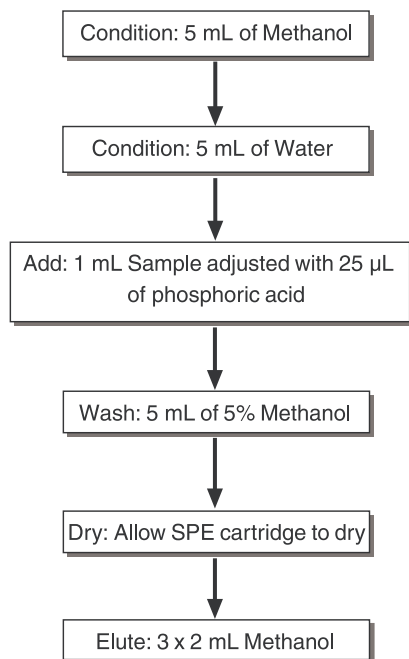 Condition: 5 mL of Methanol
Condition: 5 mL of Water
Add: 1 mL Sample adjusted with 25 µL
of phosphoric acid
Wash: 5 mL of 5% Methanol
Dry: Allow SPE cartridge to dry
Elute: 3 x 2 mL Methanol